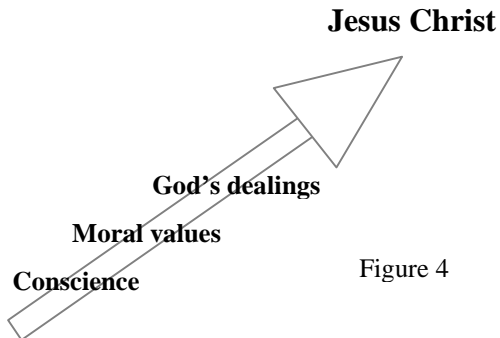 Jesus Christ
God's dealings
Moral values
Conscience
Figure 4